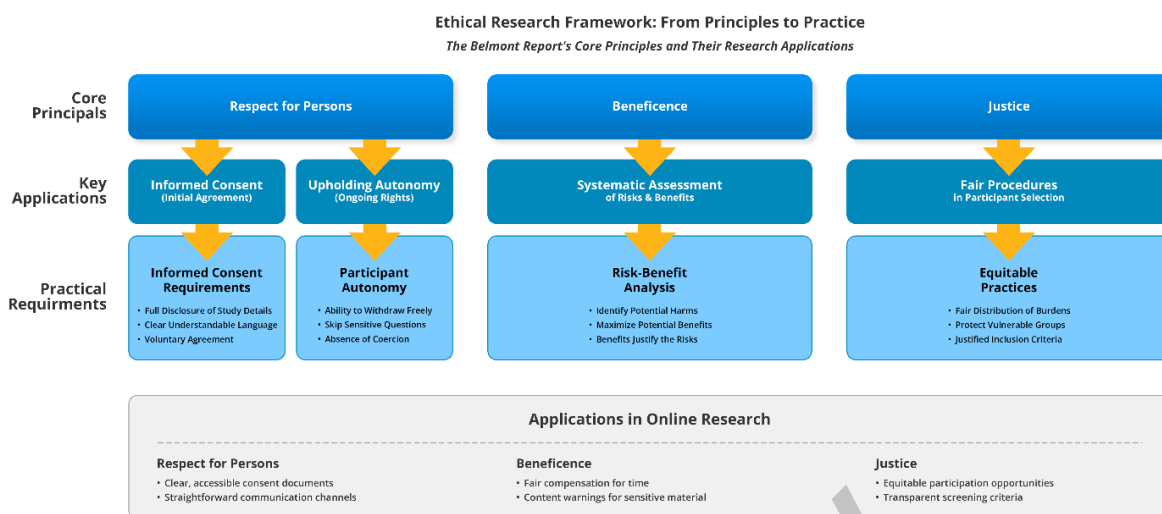 Ethical Research Framework: From Principles to Practice
The Belmont Report's Core Principles and Their Research Applications
Core
Principals
Respect for Persons
Beneficence
Justice
Key
Applications
Informed Consent
(Initial Agreement)
Upholding Autonomy
(Ongoing Rights)
Systematic Assessment
of Risks & Benefits
Fair Procedures
in Participant Selection
Practical
Requirments
Informed Consent
Requirements
• Full Disclosure of Study Details
• Clear Understandable Language
• Voluntary Agreement
Participant
Autonomy
• Ability to Withdraw Freely
• Skip Sensitive Questions
• Absence of Coercion
Risk-Benefit
Analysis
• Identify Potential Harms
• Maximize Potential Benefits
• Benefits Justify the Risks
Equitable
Practices
• Fair Distribution of Burdens
• Protect Vulnerable Groups
• Justified Inclusion Criteria
Applications in Online Research
Respect for Persons
• Clear, accessible consent documents
• Straightforward communication channels
Beneficence
• Fair compensation for time
• Content warnings for sensitive material
Justice
• Equitable participation opportunities
• Transparent screening criteria